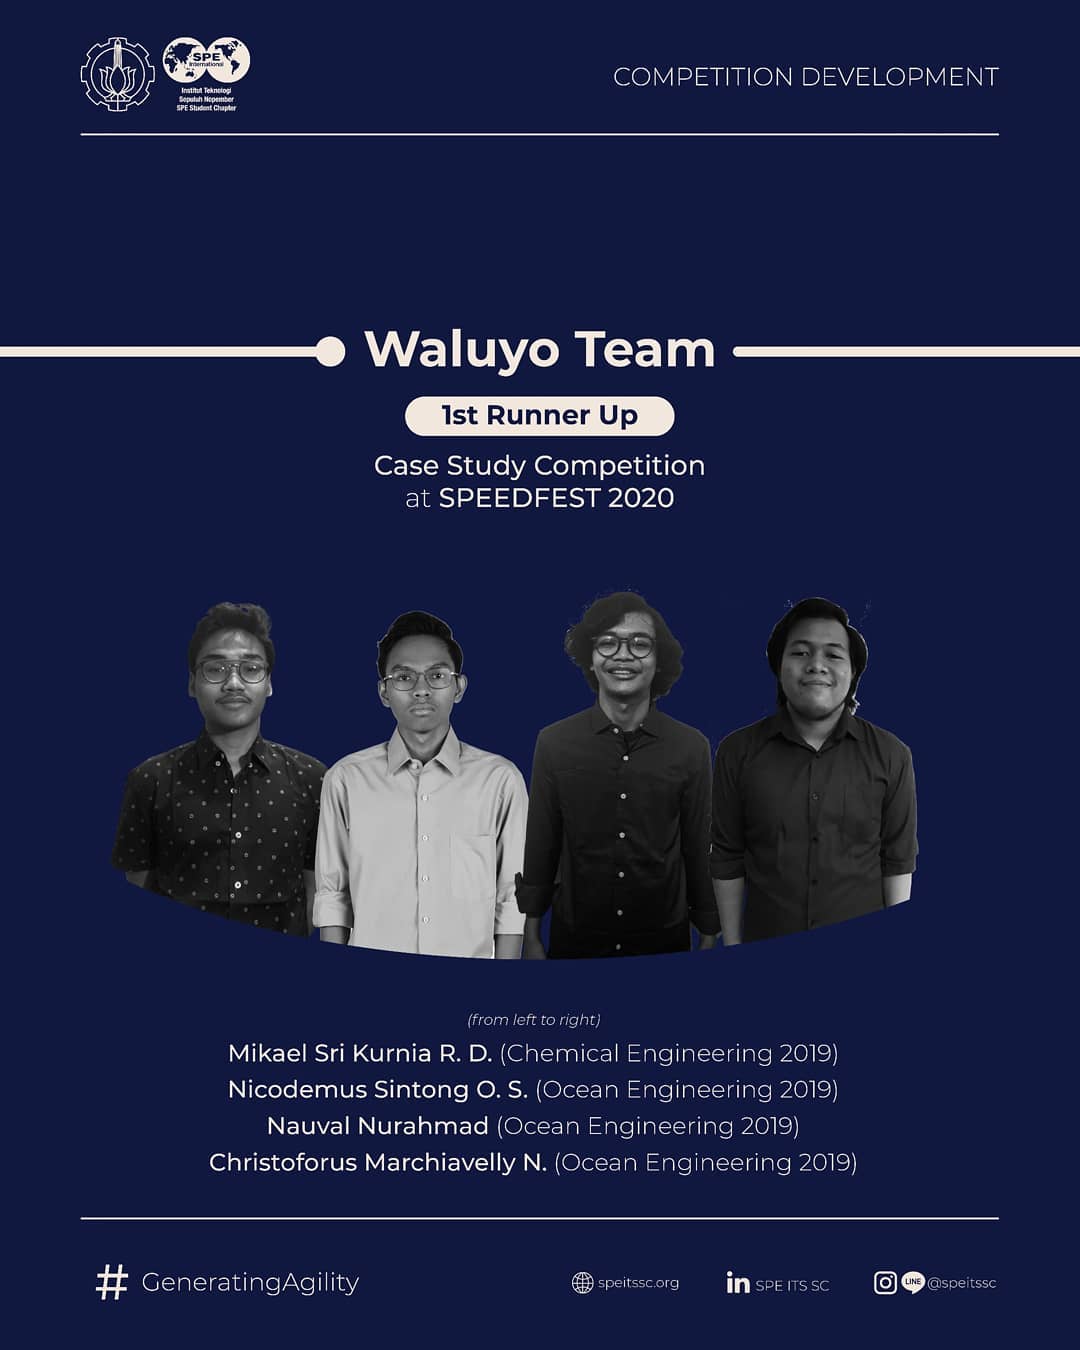 SPE
International
Institut Teknologi
Sepuluh Nopember
SPE Student Chapter
COMPETITION DEVELOPMENT
Waluyo Team
1st Runner Up
Case Study Competition
at SPEEDFEST 2020
(from left to right)
Mikael Sri Kurnia R. D. (Chemical Engineering 2019)
Nicodemus Sintong O. S. (Ocean Engineering 2019)
Nauval Nurahmad (Ocean Engineering 2019)
Christoforus Marchiavelly N. (Ocean Engineering 2019)
# GeneratingAgility
speitssc.org
in SPE ITS SC
LINE @speitssc